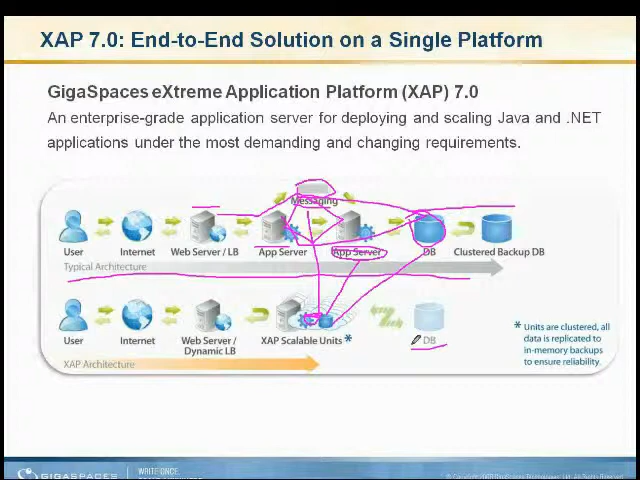 XAP 7.0: End-to-End Solution on a Single Platform
GigaSpaces eXtreme Application Platform (XAP) 7.0
An enterprise-grade application server for deploying and scaling Java and .NET
applications under the most demanding and changing requirements.
Messaging
User Internet Web Server / LB App Server App Server DB Clustered Backup DB
Typical Architecture
User Internet Web Server / Dynamic LB XAP Scalable Units * DB
* Units are clustered, all
data is replicated to
in-memory backups
to ensure reliability.
XAP Architecture
GIGASPACES WRITE ONCE.